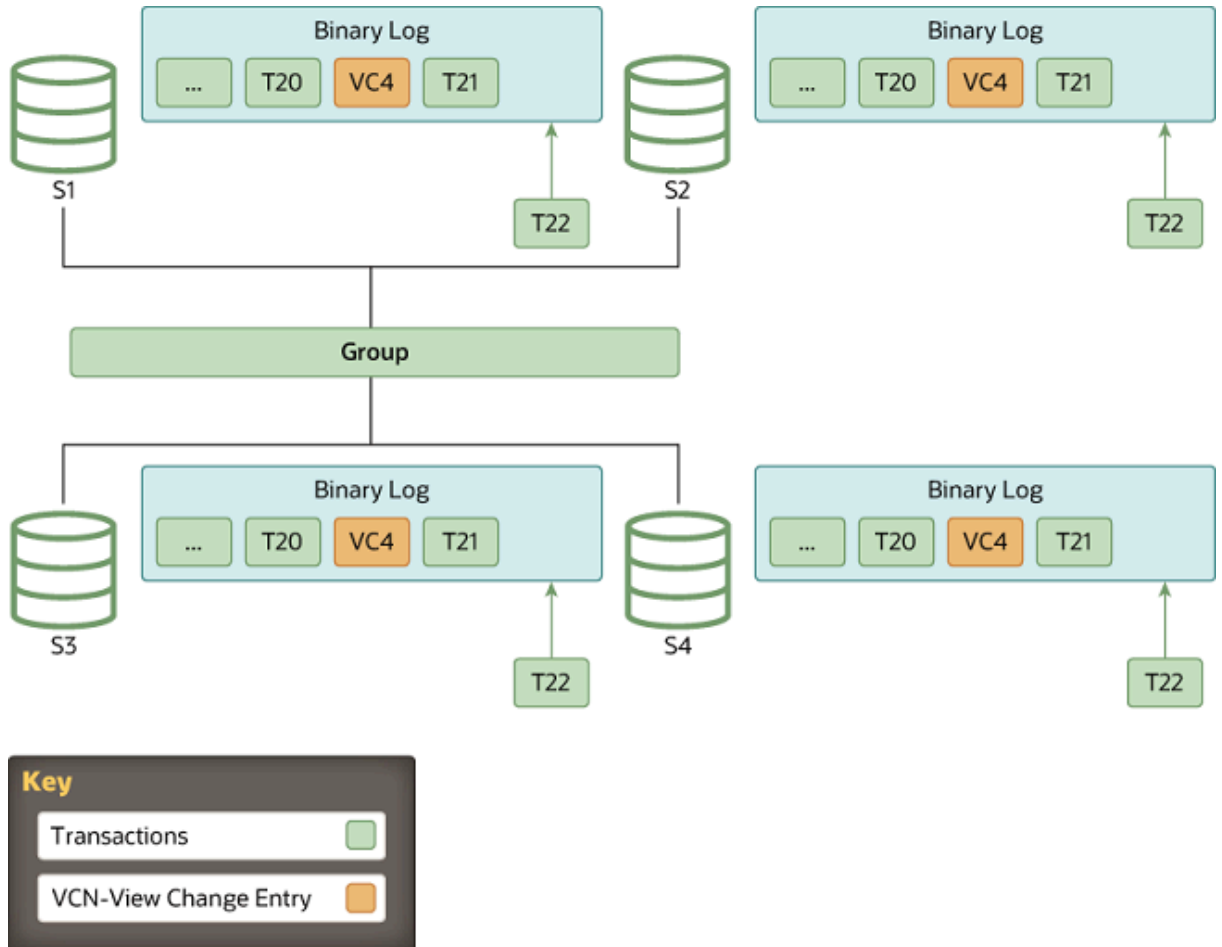 Binary Log
... T20 VC4 T21
S1
T22
Binary Log
... T20 VC4 T21
S2
T22
Group
Binary Log
... T20 VC4 T21
S3
T22
Binary Log
... T20 VC4 T21
S4
T22
Key
Transactions
VCN-View Change Entry